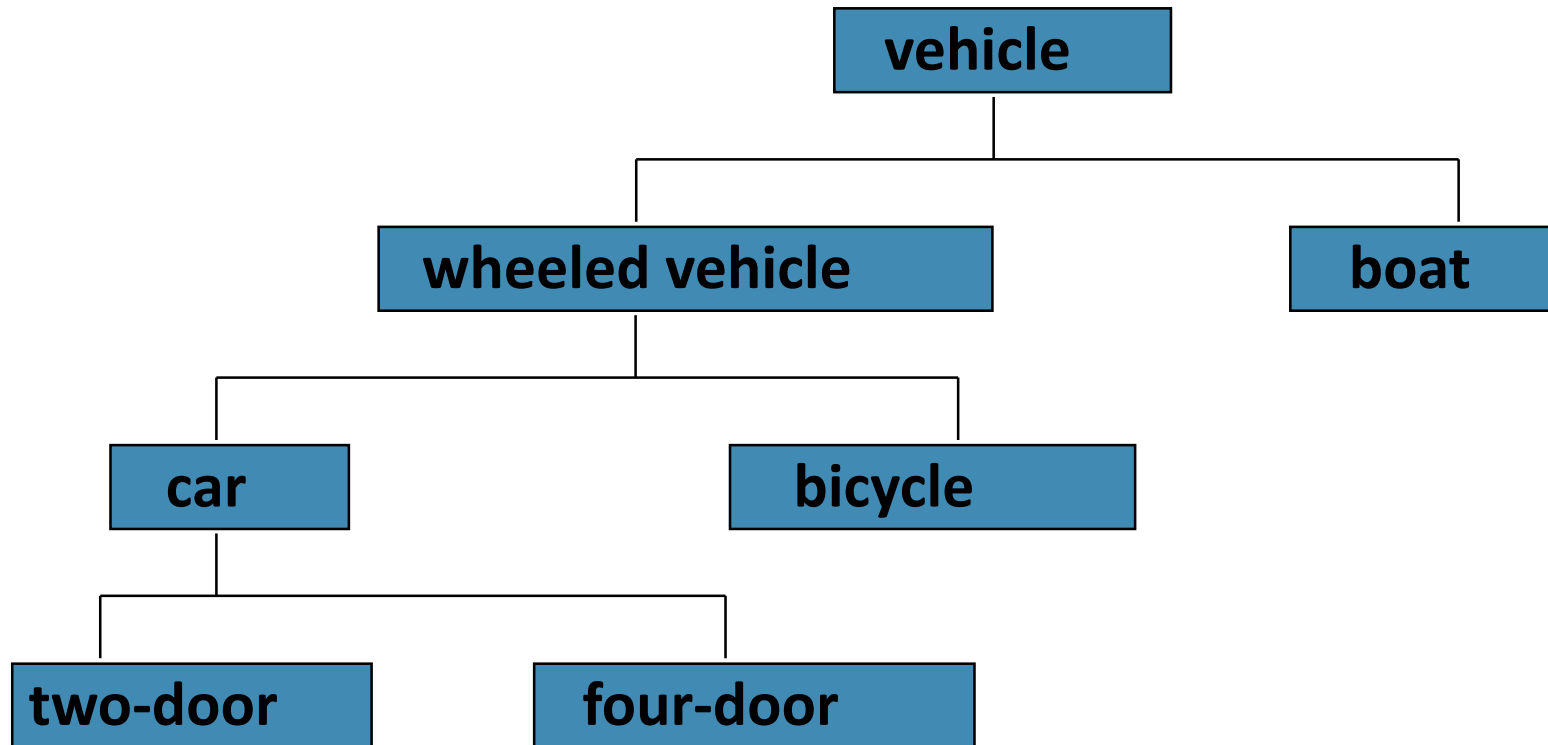 vehicle
wheeled vehicle
boat
car
bicycle
two-door
four-door